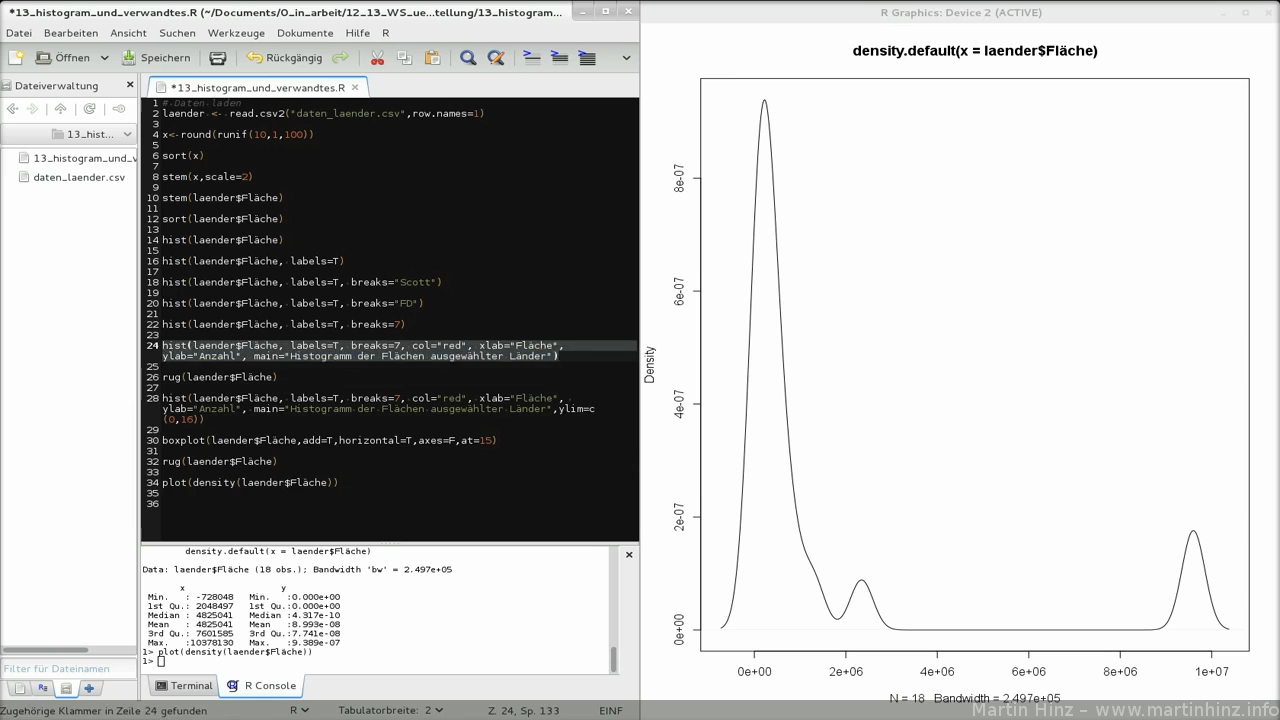 *13_histogram_und_verwandtes.R (~/Documents/O_in_arbeit/12_13_WS_ue...tellung/13_histogram...
Datei Bearbeiten Ansicht Suchen Werkzeuge Dokumente Hilfe R
Öffnen Speichern Rückgängig
Dateiverwaltung
13_hist...
13_histogram_und_v
daten_laender.csv
Filter für Dateinamen
*13_histogram_und_verwandtes.R
1 # Daten laden
2 laender <- read.csv2("daten_laender.csv",row.names=1)
3
4 x<-round(runif(10,1,100))
5
6 sort(x)
7
8 stem(x,scale=2)
9
10 stem(laender$Fläche)
11
12 sort(laender$Fläche)
13
14 hist(laender$Fläche)
15
16 hist(laender$Fläche, labels=T)
17
18 hist(laender$Fläche, labels=T, breaks="Scott")
19
20 hist(laender$Fläche, labels=T, breaks="FD")
21
22 hist(laender$Fläche, labels=T, breaks=7)
23
24 hist(laender$Fläche, labels=T, breaks=7, col="red", xlab="Fläche",
ylab="Anzahl", main="Histogramm der Flächen ausgewählter Länder")
25
26 rug(laender$Fläche)
27
28 hist(laender$Fläche, labels=T, breaks=7, col="red", xlab="Fläche",
ylab="Anzahl", main="Histogramm der Flächen ausgewählter Länder",ylim=c
(0,16))
29
30 boxplot(laender$Fläche,add=T,horizontal=T,axes=F,at=15)
31
32 rug(laender$Fläche)
33
34 plot(density(laender$Fläche))
35
36
density.default(x = laender$Fläche)
Data: laender$Fläche (18 obs.); Bandwidth 'bw' = 2.497e+05
x y
Min. : -728048 Min. :0.000e+00
1st Qu.: 2048497 1st Qu.:0.000e+00
Median : 4825041 Median :4.317e-10
Mean : 4825041 Mean :8.993e-08
3rd Qu.: 7601585 3rd Qu.:7.741e-08
Max. :10378130 Max. :9.389e-07
1> plot(density(laender$Fläche))
1>
Terminal R Console
Zugehörige Klammer in Zeile 24 gefunden R Tabulatorbreite: 2 Z. 24, Sp. 133 EINF
R Graphics: Device 2 (ACTIVE)
density.default(x = laender$Fläche)
Density
8e-07
6e-07
4e-07
2e-07
0e+00
0e+00 2e+06 4e+06 6e+06 8e+06 1e+07
N = 18 Bandwidth = 2.497e+05
Martin Hinz - www.martinhinz.info